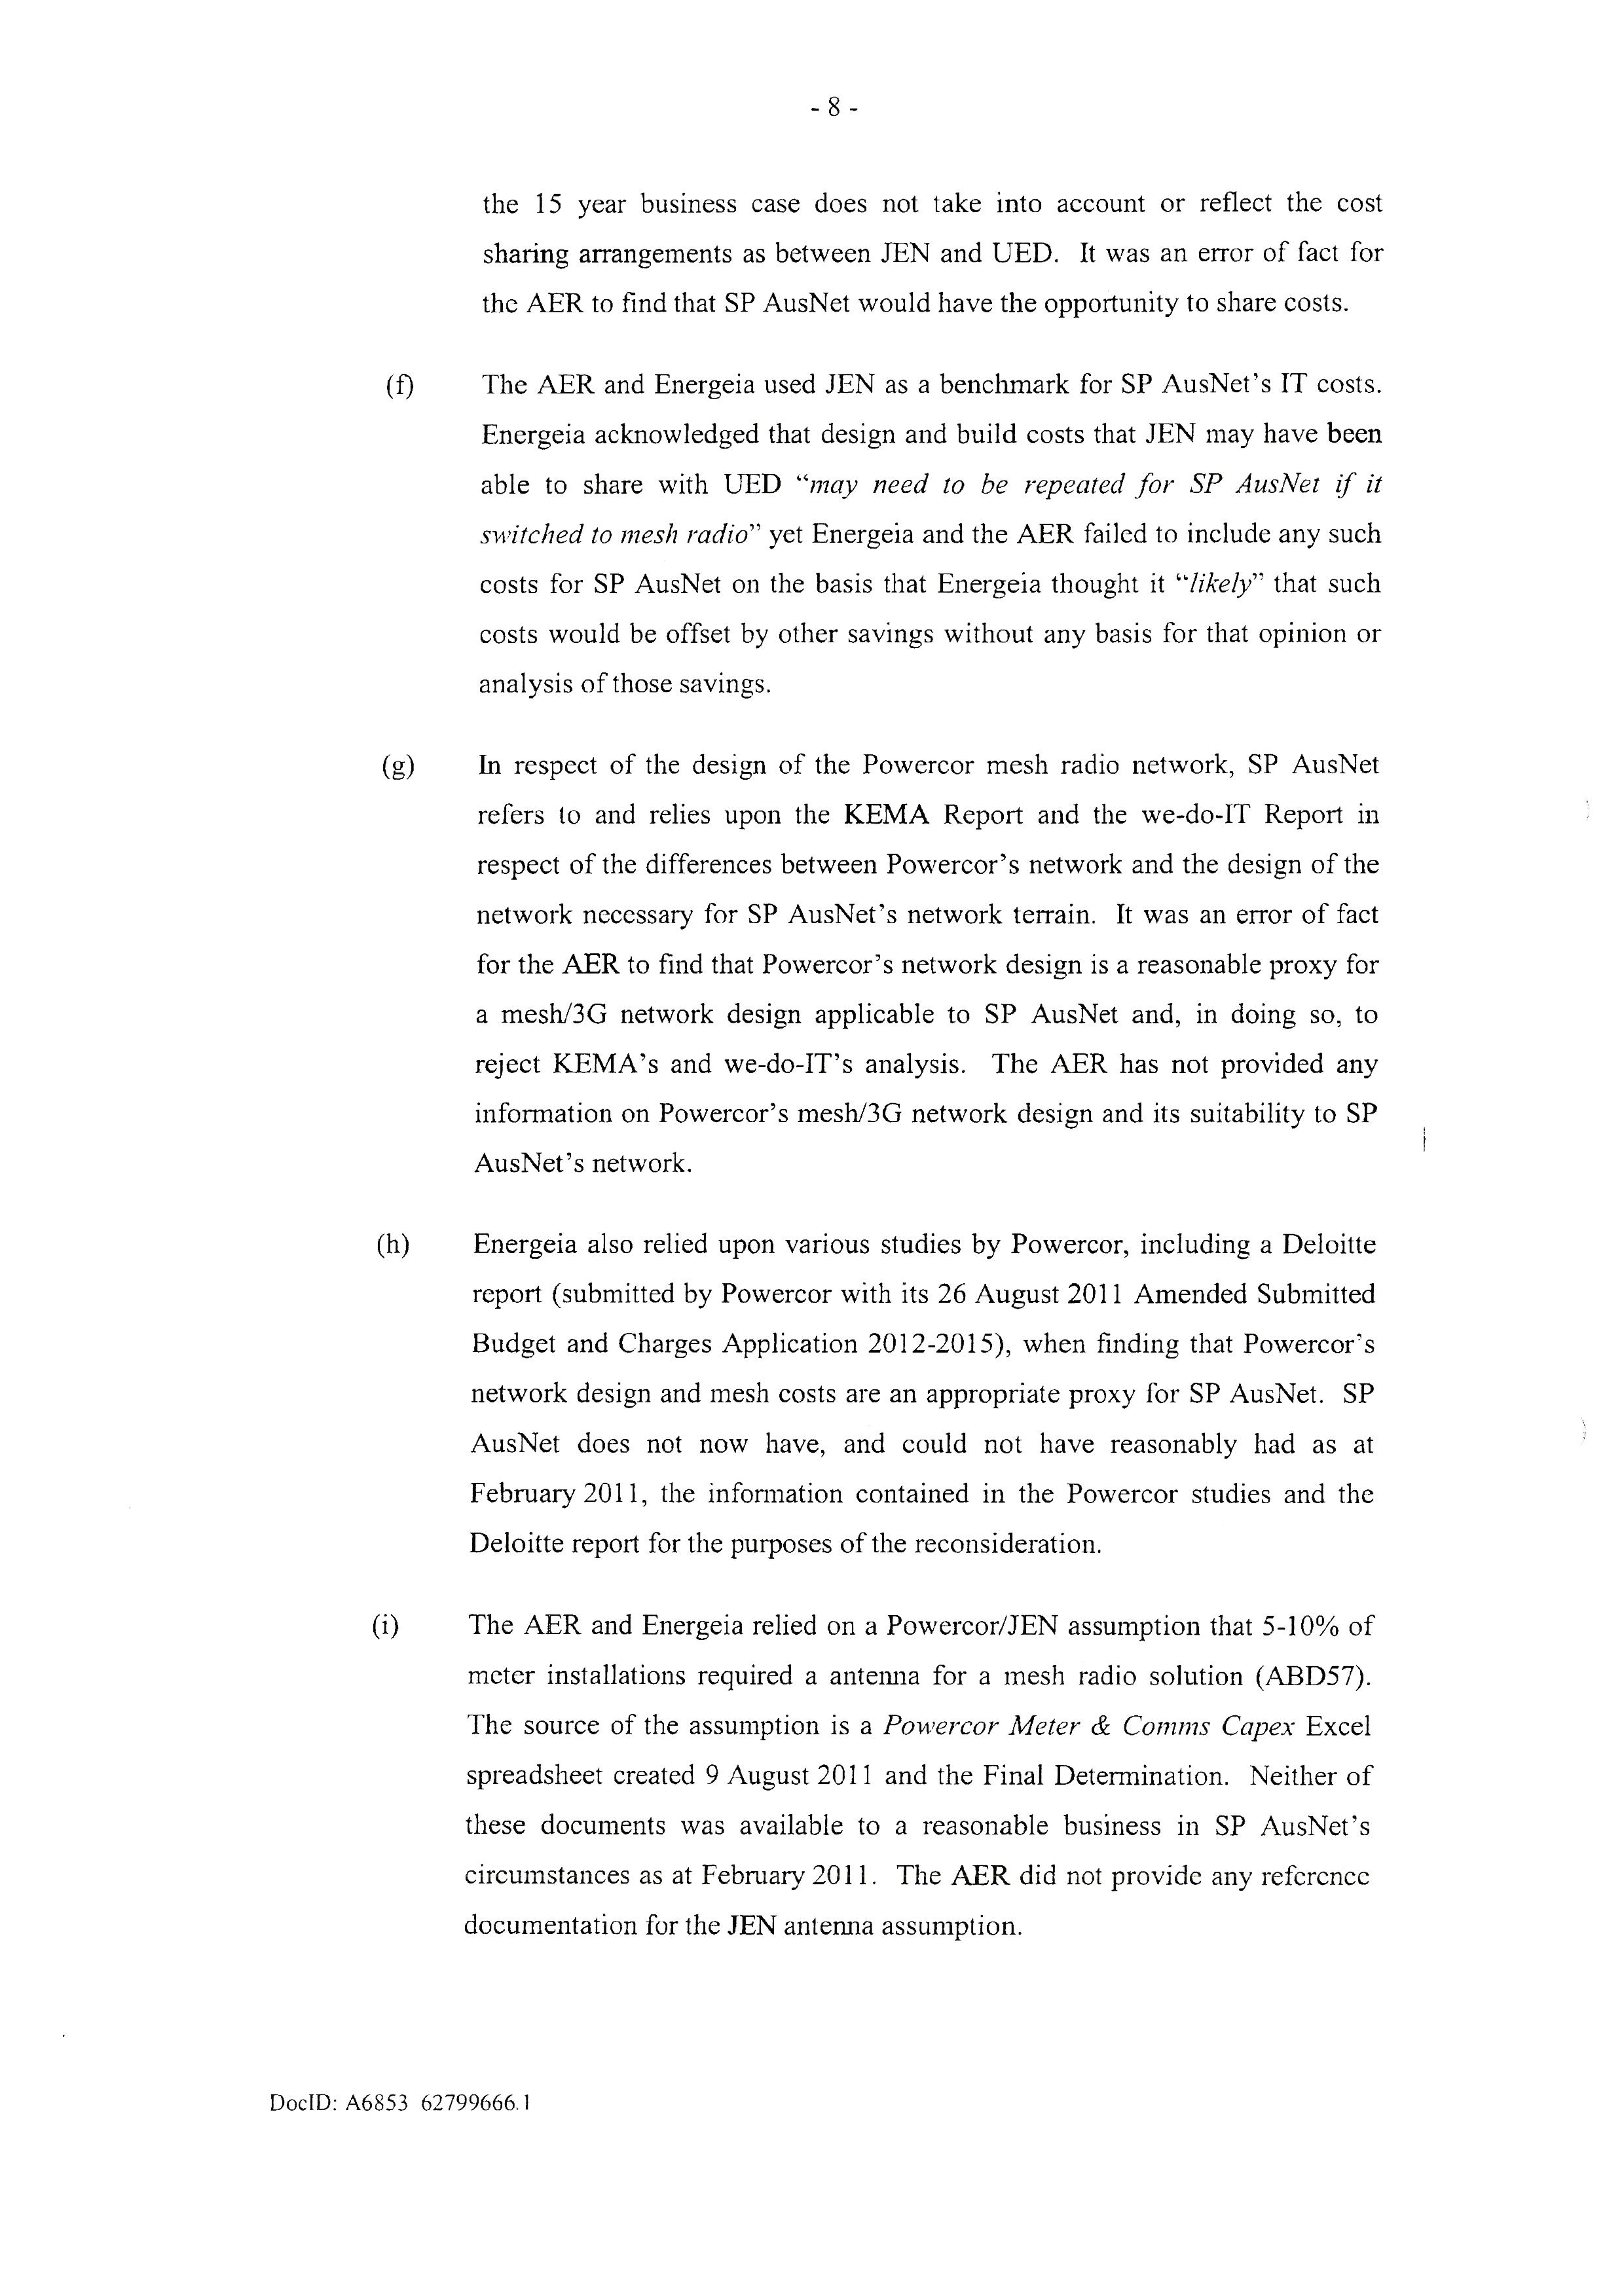 - 8 -
the 15 year business case does not take into account or reflect the cost
sharing arrangements as between JEN and UED. It was an error of fact for
the AER to find that SP AusNet would have the opportunity to share costs.
(f) The AER and Energeia used JEN as a benchmark for SP AusNet's IT costs.
Energeia acknowledged that design and build costs that JEN may have been
able to share with UED "may need to be repeated for SP AusNet if it
switched to mesh radio" yet Energeia and the AER failed to include any such
costs for SP AusNet on the basis that Energeia thought it "likely" that such
costs would be offset by other savings without any basis for that opinion or
analysis of those savings.
(g) In respect of the design of the Powercor mesh radio network, SP AusNet
refers to and relies upon the KEMA Report and the we-do-IT Report in
respect of the differences between Powercor's network and the design of the
network necessary for SP AusNet's network terrain. It was an error of fact
for the AER to find that Powercor's network design is a reasonable proxy for
a mesh/3G network design applicable to SP AusNet and, in doing so, to
reject KEMA's and we-do-IT's analysis. The AER has not provided any
information on Powercor's mesh/3G network design and its suitability to SP
AusNet's network.
(h) Energeia also relied upon various studies by Powercor, including a Deloitte
report (submitted by Powercor with its 26 August 2011 Amended Submitted
Budget and Charges Application 2012-2015), when finding that Powercor's
network design and mesh costs are an appropriate proxy for SP AusNet. SP
AusNet does not now have, and could not have reasonably had as at
February 2011, the information contained in the Powercor studies and the
Deloitte report for the purposes of the reconsideration.
(i) The AER and Energeia relied on a Powercor/JEN assumption that 5-10% of
meter installations required a antenna for a mesh radio solution (ABD57).
The source of the assumption is a Powercor Meter & Comms Capex Excel
spreadsheet created 9 August 2011 and the Final Determination. Neither of
these documents was available to a reasonable business in SP AusNet's
circumstances as at February 2011. The AER did not provide any reference
documentation for the JEN antenna assumption.
DocID: A6853 62799666.1